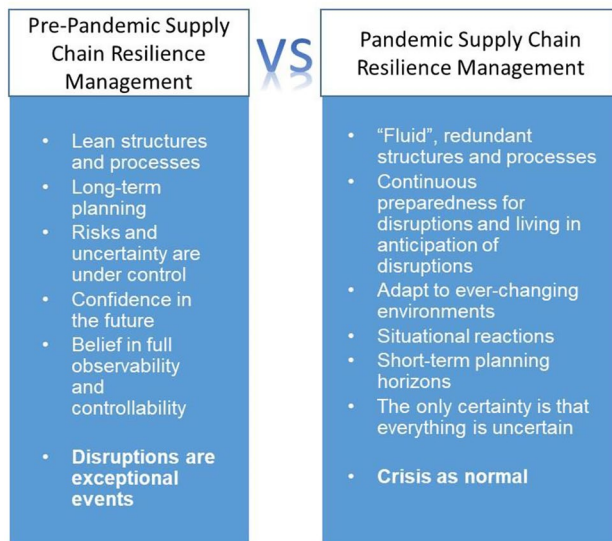 Pre-Pandemic Supply
Chain Resilience
Management
VS
Pandemic Supply Chain
Resilience Management
• Lean structures
and processes
• Long-term
planning
• Risks and
uncertainty are
under control
• Confidence in
the future
• Belief in full
observability
and
controllability
• Disruptions are
exceptional
events
• “Fluid”, redundant
structures and processes
• Continuous
preparedness for
disruptions and living in
anticipation of
disruptions
• Adapt to ever-changing
environments
• Situational reactions
• Short-term planning
horizons
• The only certainty is that
everything is uncertain
• Crisis as normal